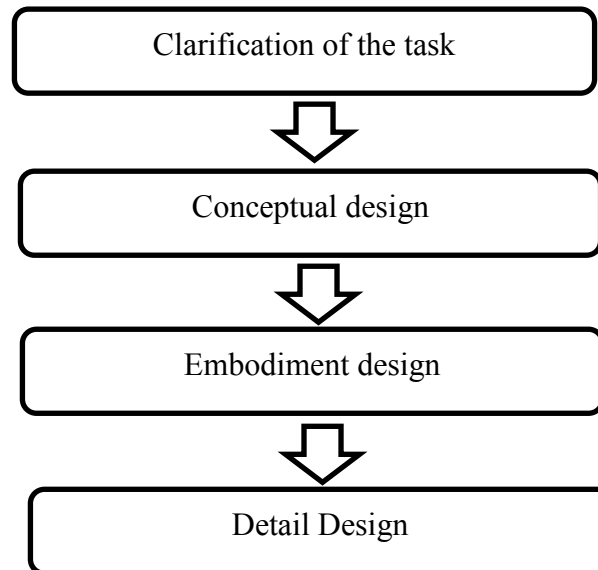 Clarification of the task
Conceptual design
Embodiment design
Detail Design